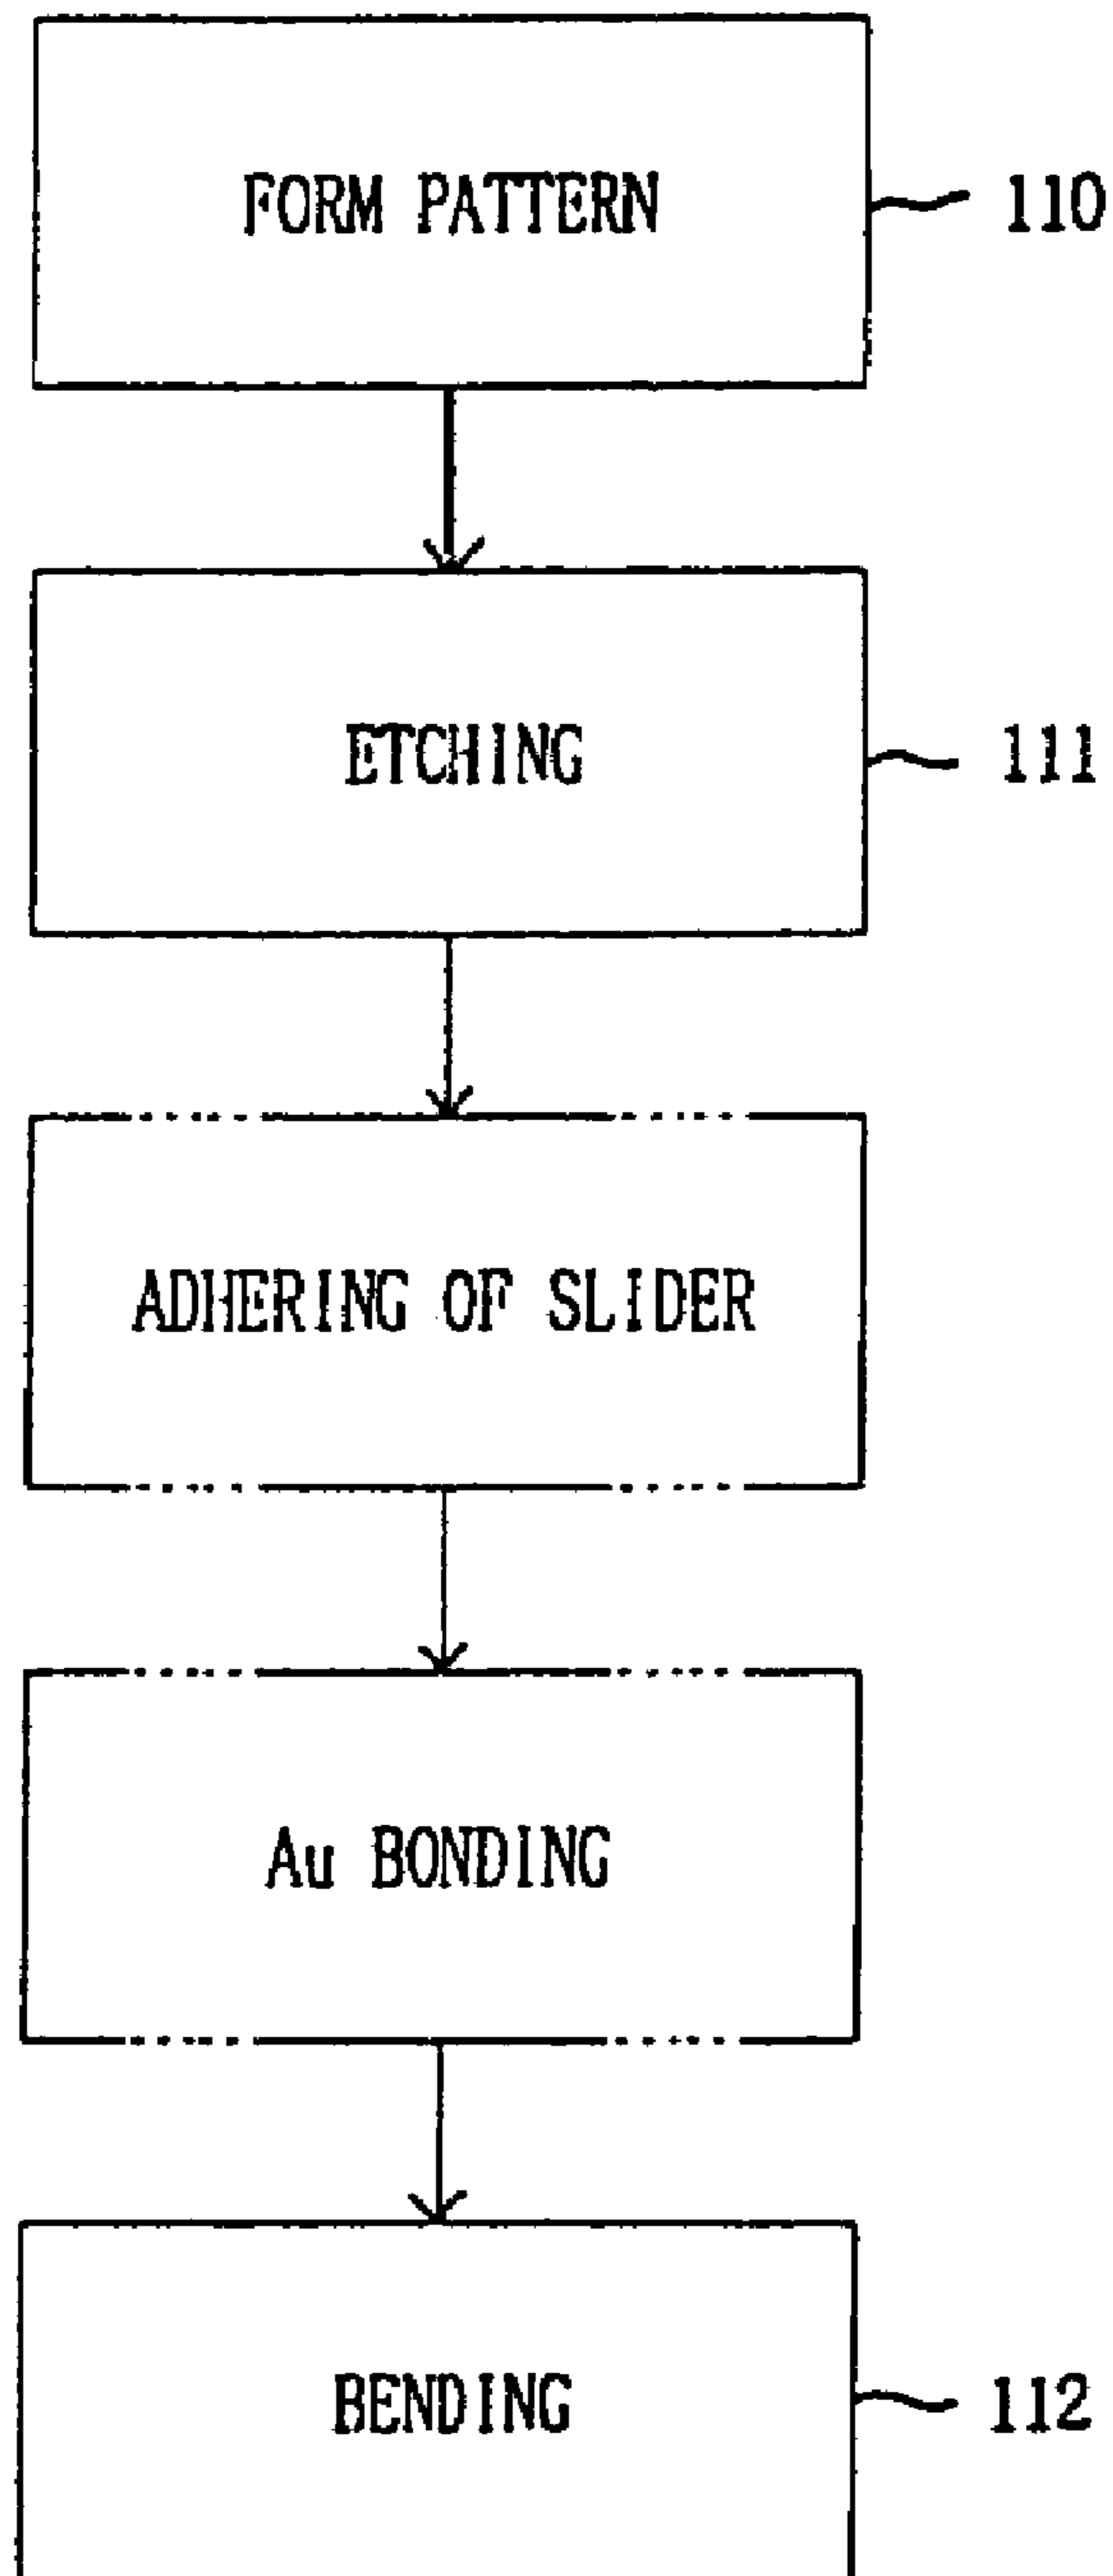 FORM PATTERN
110
ETCHING
111
ADHERING OF SLIDER
Au BONDING
BENDING
112